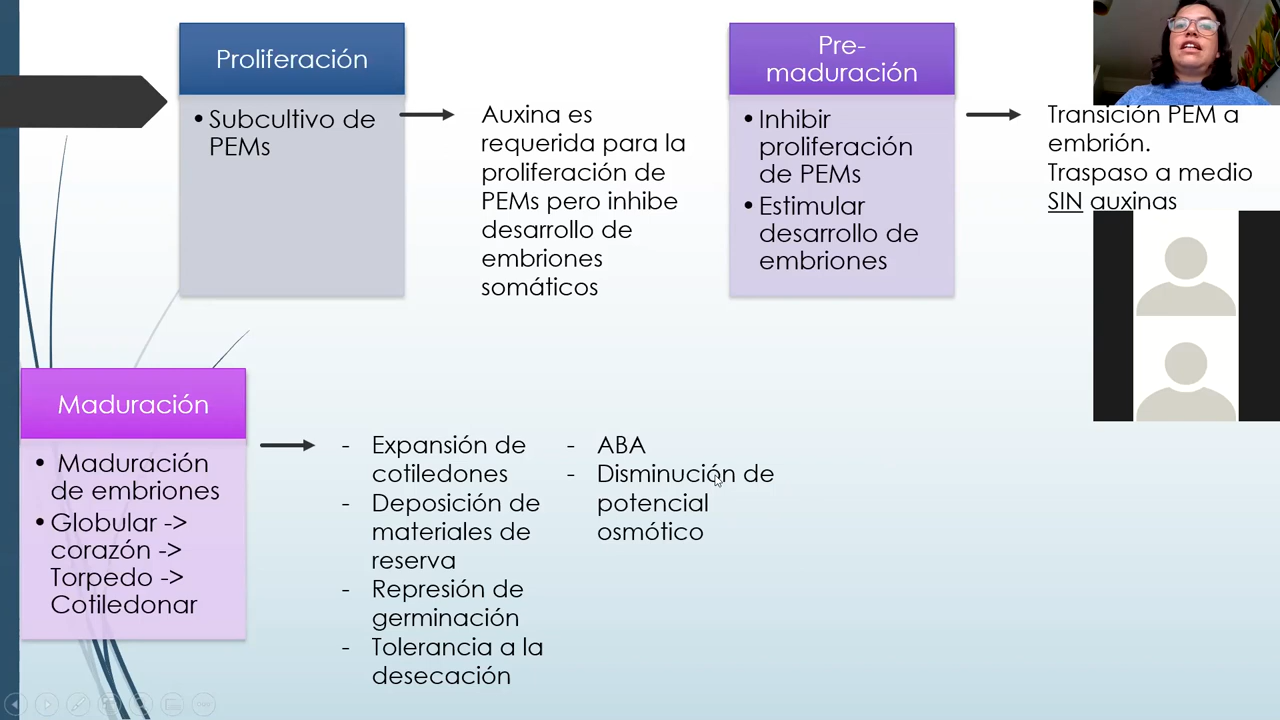 Proliferación
• Subcultivo de
PEMs
Auxina es
requerida para la
proliferación de
PEMs pero inhibe
desarrollo de
embriones
somáticos
Pre-
maduración
• Inhibir
proliferación
de PEMs
• Estimular
desarrollo de
embriones
Transición PEM a
embrión.
Traspaso a medio
SIN auxinas
Maduración
• Maduración
de embriones
• Globular ->
corazón ->
Torpedo ->
Cotiledonar
- Expansión de
cotiledones
- Deposición de
materiales de
reserva
- Represión de
germinación
- Tolerancia a la
desecación
- ABA
- Disminución de
potencial
osmótico